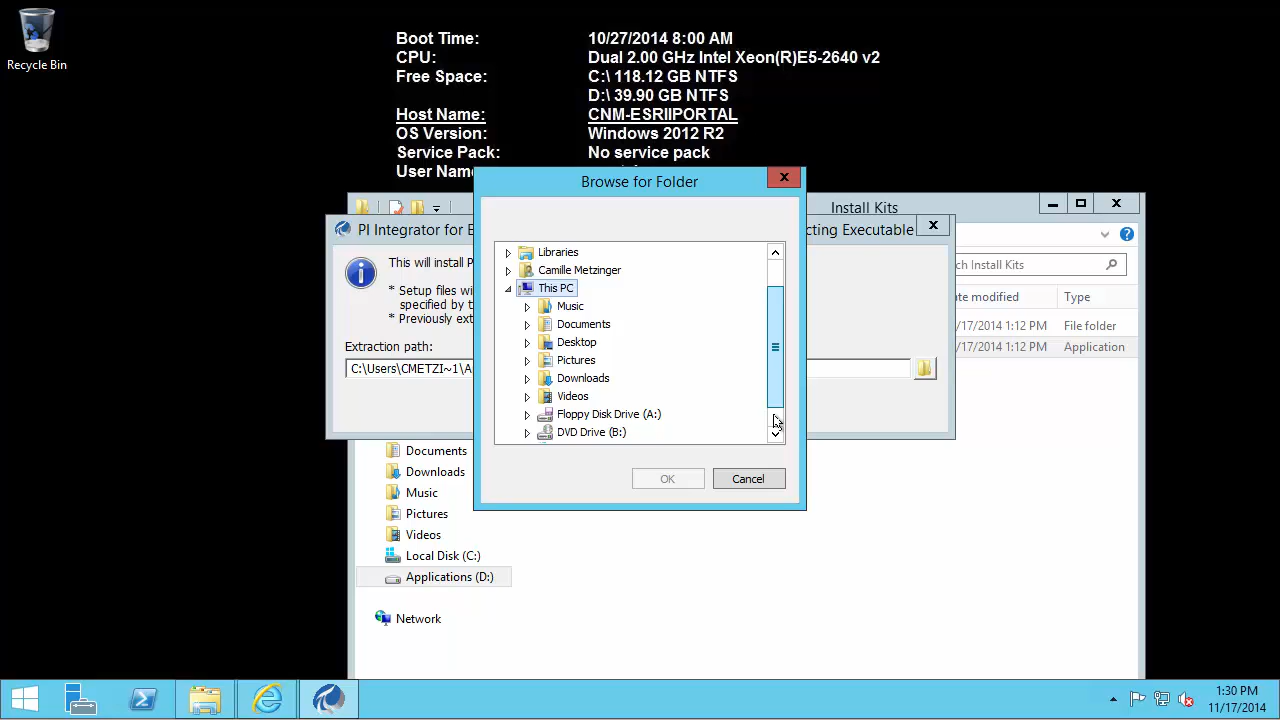 Recycle Bin
Boot Time: 10/27/2014 8:00 AM
CPU: Dual 2.00 GHz Intel Xeon(R)E5-2640 v2
Free Space: C:\ 118.12 GB NTFS
D:\ 39.90 GB NTFS
Host Name: CNM-ESRIIPORTAL
OS Version: Windows 2012 R2
Service Pack: No service pack
User Nam
Install Kits
Browse for Folder
PI Integrator for E
cting Executable
ch Install Kits
This will install P
* Setup files wi
specified by t
* Previously ext
Extraction path:
C:\Users\CMETZI~1\A
ate modified Type
/17/2014 1:12 PM File folder
/17/2014 1:12 PM Application
Libraries
Camille Metzinger
This PC
Music
Documents
Desktop
Pictures
Downloads
Videos
Floppy Disk Drive (A:)
DVD Drive (B:)
OK Cancel
Documents
Downloads
Music
Pictures
Videos
Local Disk (C:)
Applications (D:)
Network
1:30 PM
11/17/2014